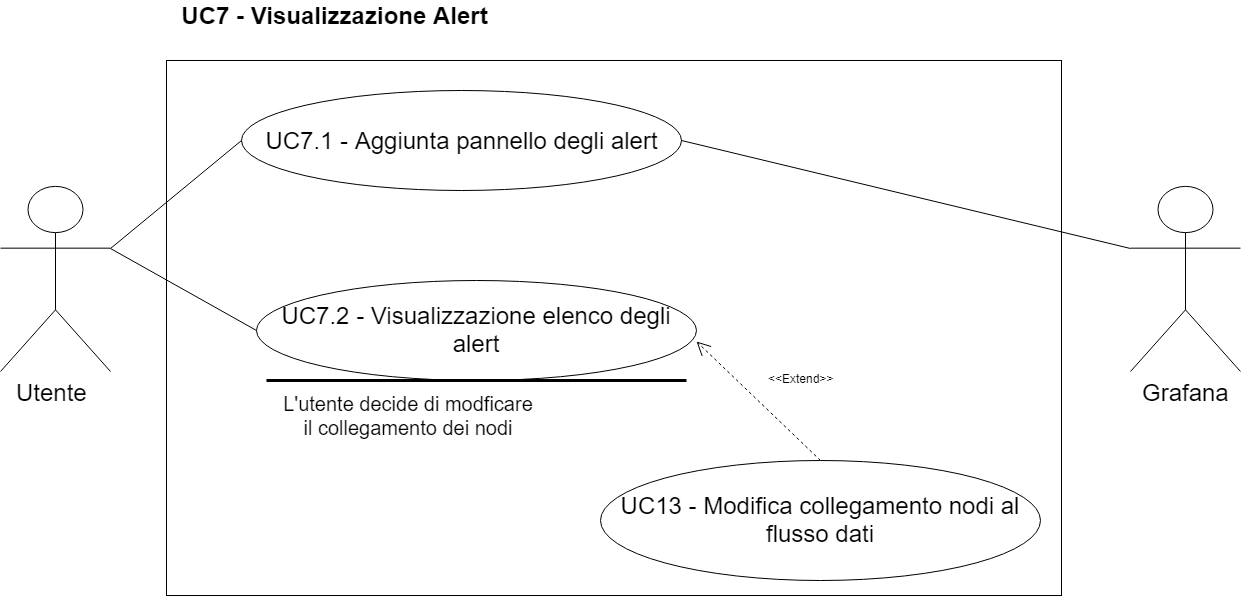 UC7 - Visualizzazione Alert
UC7.1 - Aggiunta pannello degli alert
UC7.2 - Visualizzazione elenco degli
alert
<<Extend>>
Utente
Grafana
L'utente decide di modficare
il collegamento dei nodi
UC13 - Modifica collegamento nodi al
flusso dati